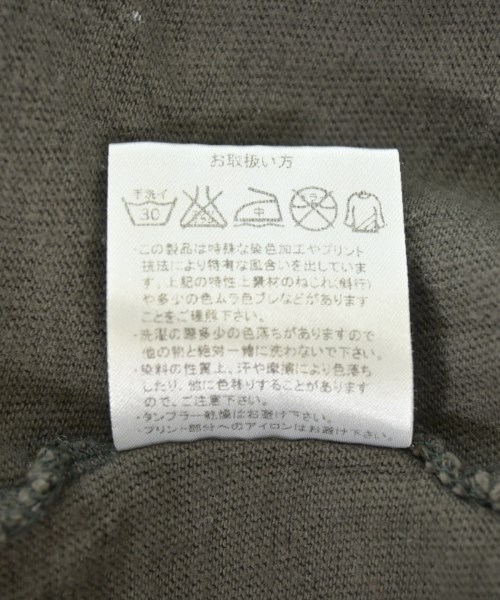 お取扱い方
手洗イ
30 中 ドライ
・この製品は特殊な染色加工やプリント
技法により特有な風合いを出していま
す。上記の特性上素材のねじれ(斜行)
や多少の色ムラ色ブレなどがあります
ことをご確認下さい。
・洗濯の際多少の色落ちがありますので
他の物と絶対一緒に洗わないで下さい。
・染料の性質上、汗や摩擦により色落ち
したり、他に色移りすることがあります
ので、ご注意下さい。
・タンブラー乾燥はお避け下さい。
・プリント部分へのアイロンはお避け下さい。